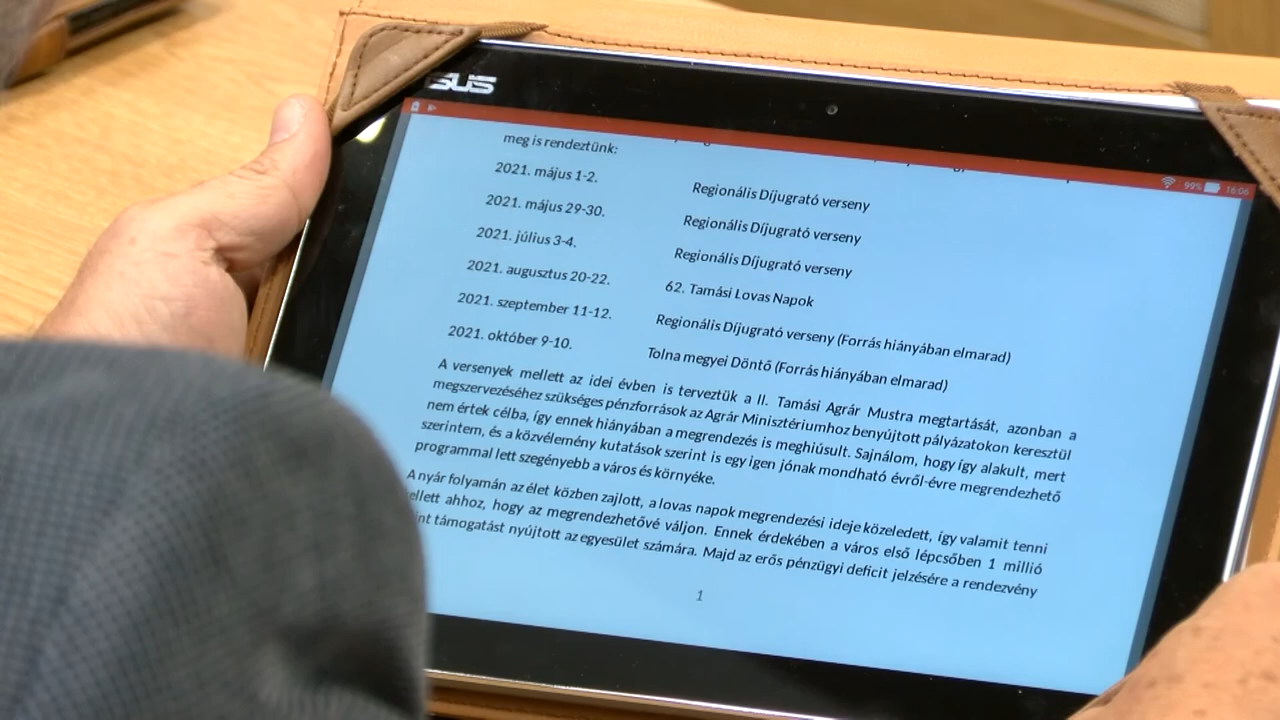 SUS
99% 16:06
meg is rendeztünk:
2021. május 1-2. Regionális Díjugrató verseny
2021. május 29-30. Regionális Díjugrató verseny
2021. július 3-4. Regionális Díjugrató verseny
2021. augusztus 20-22. 62. Tamási Lovas Napok
2021. szeptember 11-12. Regionális Díjugrató verseny (Forrás hiányában elmarad)
2021. október 9-10. Tolna megyei Döntő (Forrás hiányában elmarad)
A versenyek mellett az idei évben is terveztük a II. Tamási Agrár Mustra megtartását, azonban a
megszervezéséhez szükséges pénzforrások az Agrár Minisztériumhoz benyújtott pályázatokon keresztül
nem értek célba, így ennek hiányában a megrendezés is meghiúsult. Sajnálom, hogy így alakult, mert
szerintem, és a közvélemény kutatások szerint is egy igen jónak mondható évről-évre megrendezhető
programmal lett szegényebb a város és környéke.
A nyár folyamán az élet közben zajlott, a lovas napok megrendezési ideje közeledett, így valamit tenni
ellett ahhoz, hogy az megrendezhetővé váljon. Ennek érdekében a város első lépcsőben 1 millió
int támogatást nyújtott az egyesület számára. Majd az erős pénzügyi deficit jelzésére a rendezvény
1